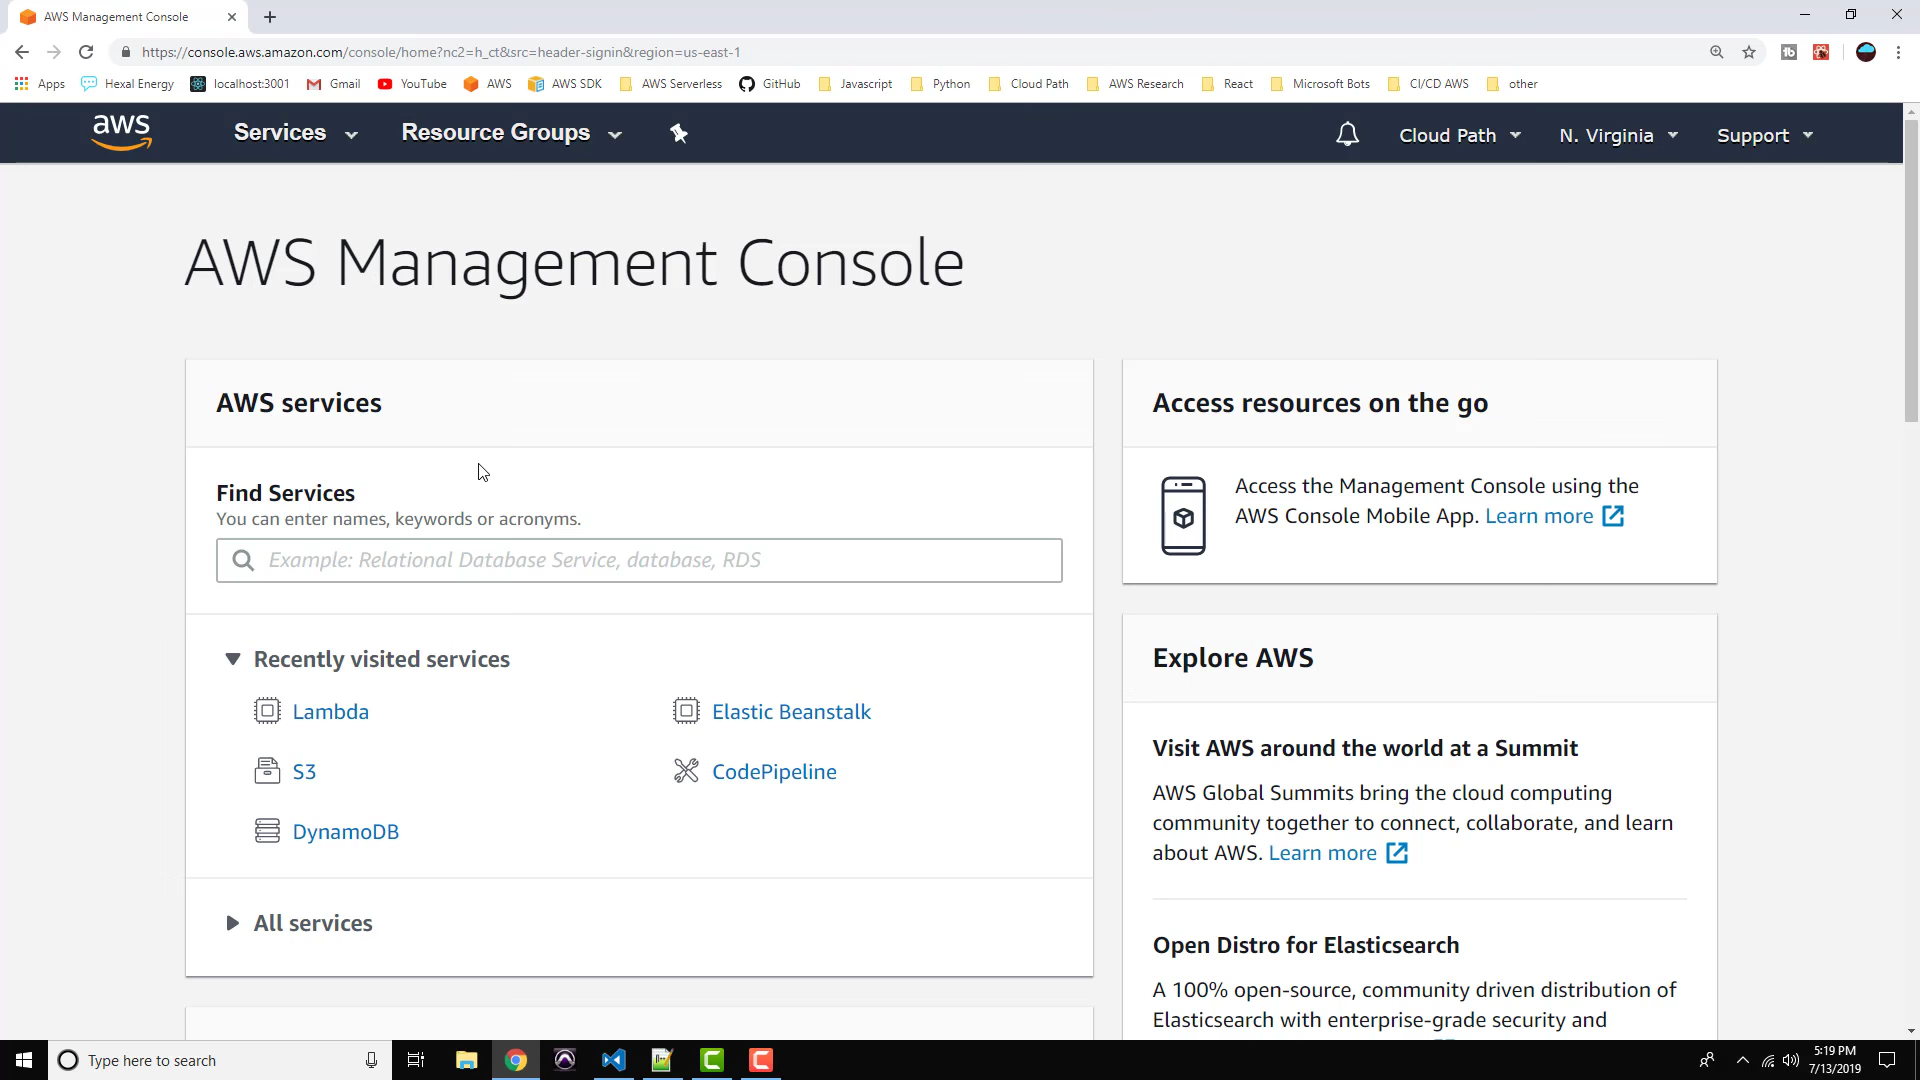 AWS Management Console
https://console.aws.amazon.com/console/home?nc2=h_ct&src=header-signin&region=us-east-1
Apps Hexal Energy localhost:3001 Gmail YouTube AWS AWS SDK AWS Serverless GitHub Javascript Python Cloud Path AWS Research React Microsoft Bots CI/CD AWS other
aws Services Resource Groups Cloud Path N. Virginia Support
AWS Management Console
AWS services
Find Services
You can enter names, keywords or acronyms.
Example: Relational Database Service, database, RDS
Recently visited services
Lambda Elastic Beanstalk
S3 CodePipeline
DynamoDB
All services
Access resources on the go
Access the Management Console using the
AWS Console Mobile App. Learn more
Explore AWS
Visit AWS around the world at a Summit
AWS Global Summits bring the cloud computing
community together to connect, collaborate, and learn
about AWS. Learn more
Open Distro for Elasticsearch
A 100% open-source, community driven distribution of
Elasticsearch with enterprise-grade security and
Type here to search
5:19 PM
7/13/2019